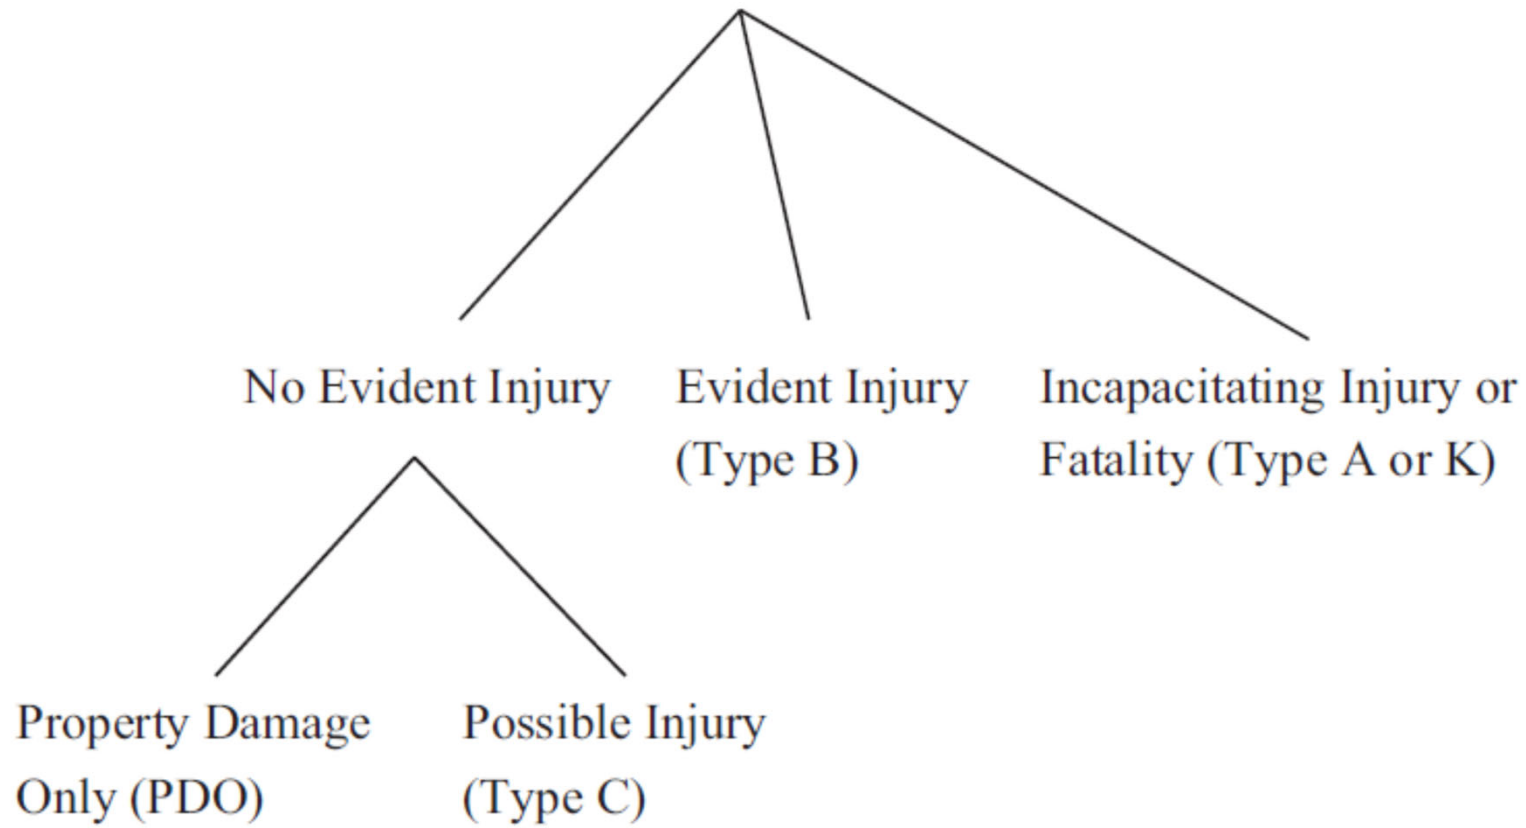 No Evident Injury
Evident Injury
(Type B)
Incapacitating Injury or
Fatality (Type A or K)
Property Damage
Only (PDO)
Possible Injury
(Type C)